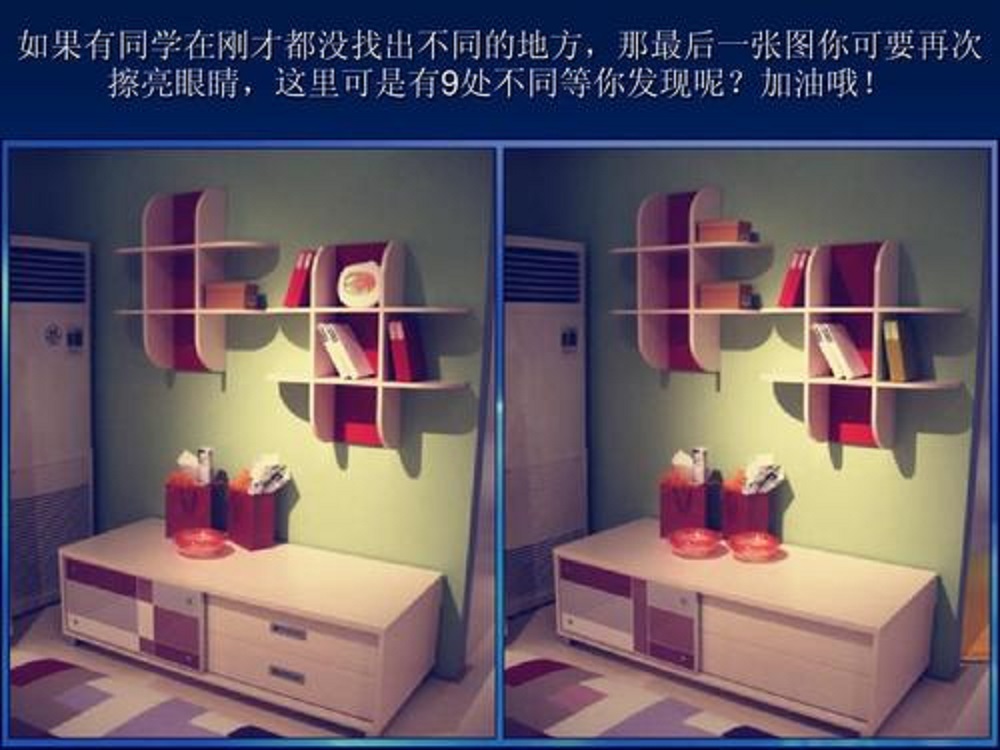 如果有同学在刚才都没找出不同的地方，那最后一张图你可要再次
擦亮眼睛，这里可是有9处不同等你发现呢？加油哦！